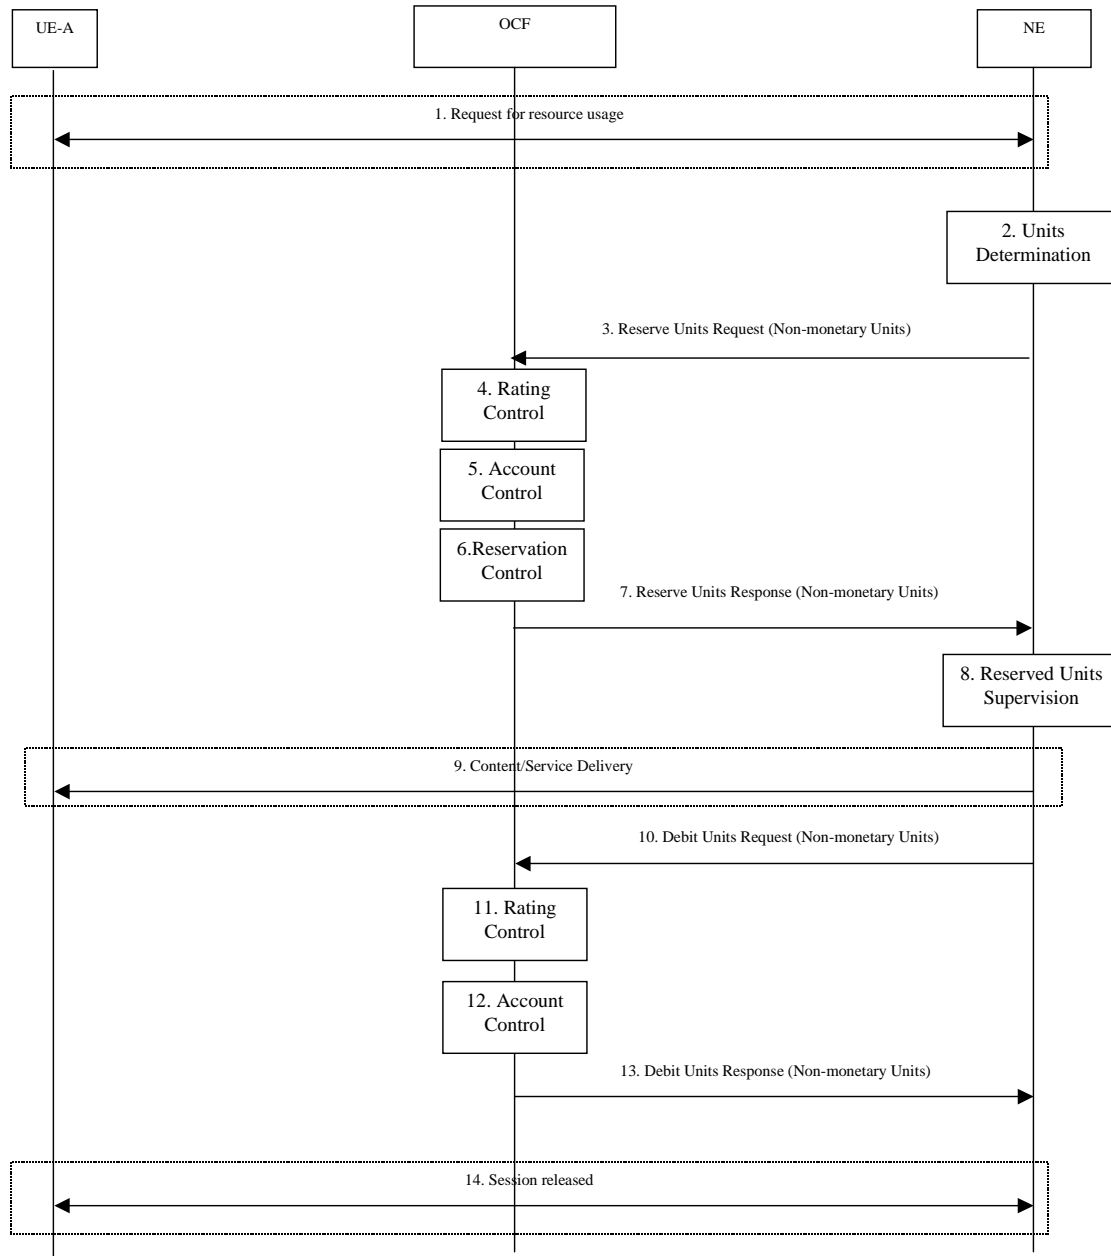 UE-A
OCF
NE
1. Request for resource usage
2. Units
Determination
3. Reserve Units Request (Non-monetary Units)
4. Rating
Control
5. Account
Control
6.Reservation
Control
7. Reserve Units Response (Non-monetary Units)
8. Reserved Units
Supervision
9. Content/Service Delivery
10. Debit Units Request (Non-monetary Units)
11. Rating
Control
12. Account
Control
13. Debit Units Response (Non-monetary Units)
14. Session released